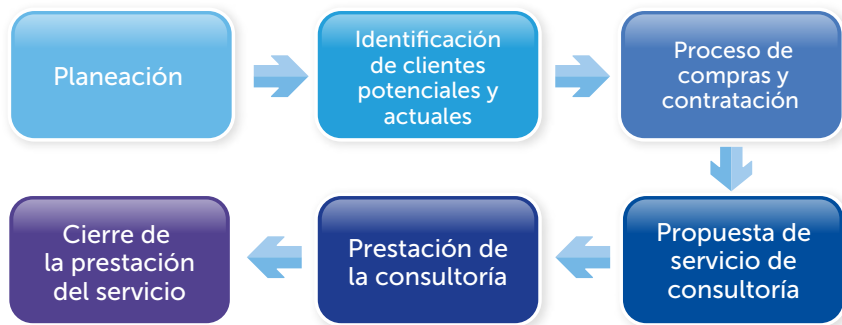 Planeación
Identificación
de clientes
potenciales y
actuales
Proceso de
compras y
contratación
Propuesta de
servicio de
consultoría
Prestación de
la consultoría
Cierre de
la prestación
del servicio